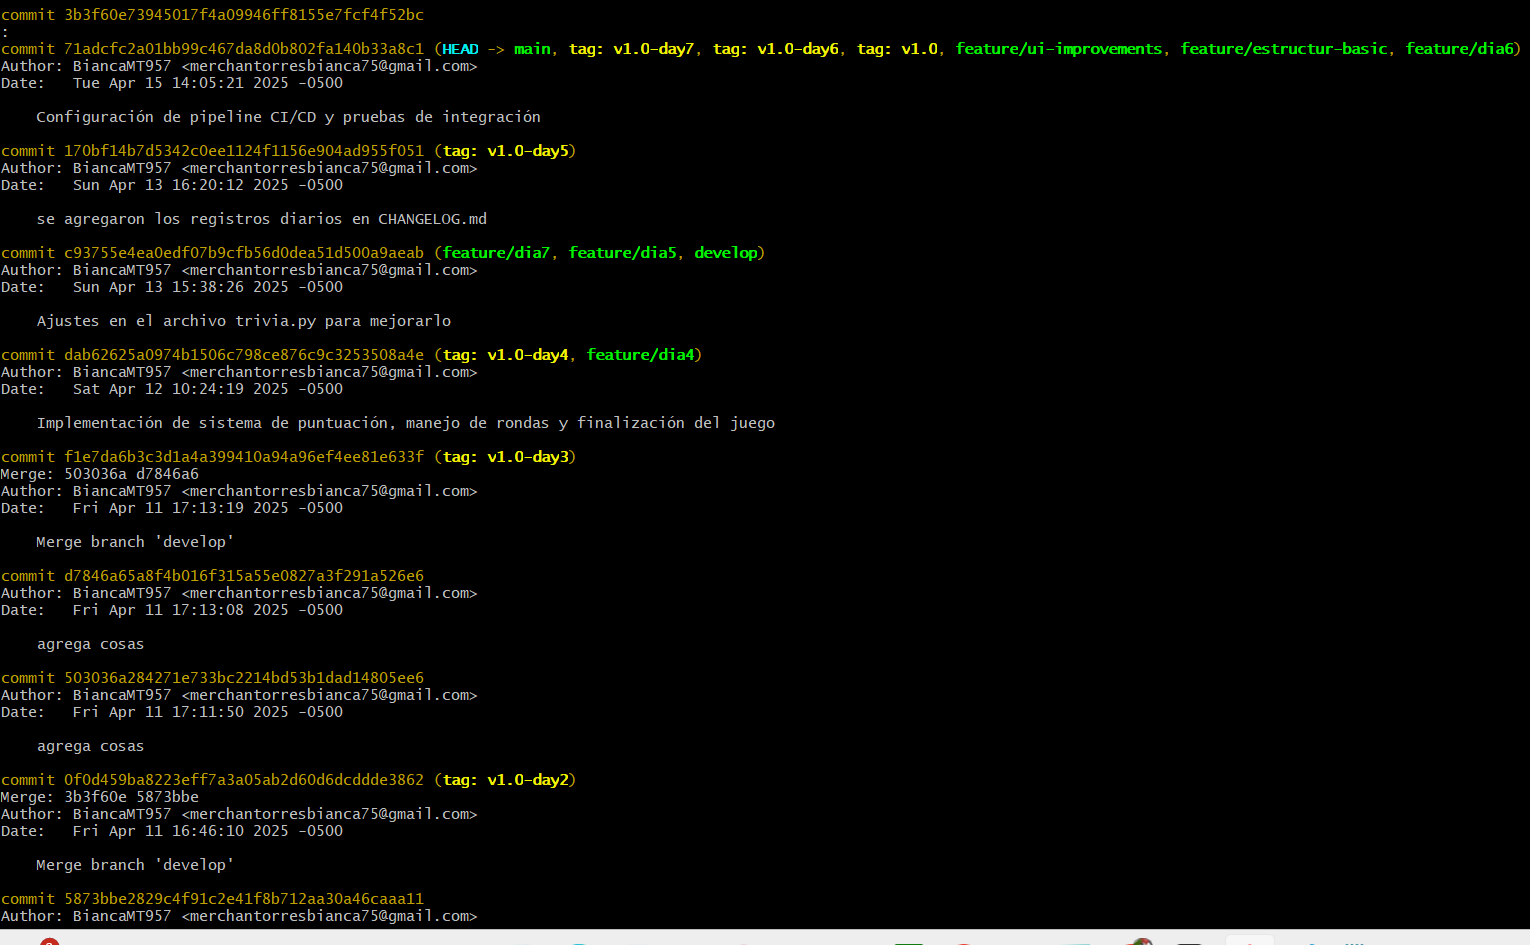 commit 3b3f60e73945017f4a09946ff8155e7fcf4f52bc
:
commit 71adcfc2a01bb99c467da8d0b802fa140b33a8c1 (HEAD -> main, tag: v1.0-day7, tag: v1.0-day6, tag: v1.0, feature/ui-improvements, feature/estructur-basic, feature/dia6)
Author: BiancaMT957 <merchantorresbianca75@gmail.com>
Date:   Tue Apr 15 14:05:21 2025 -0500
Configuración de pipeline CI/CD y pruebas de integración
commit 170bf14b7d5342c0ee1124f1156e904ad955f051 (tag: v1.0-day5)
Author: BiancaMT957 <merchantorresbianca75@gmail.com>
Date:   Sun Apr 13 16:20:12 2025 -0500
se agregaron los registros diarios en CHANGELOG.md
commit c93755e4ea0edf07b9cfb56d0dea51d500a9aeab (feature/dia7, feature/dia5, develop)
Author: BiancaMT957 <merchantorresbianca75@gmail.com>
Date:   Sun Apr 13 15:38:26 2025 -0500
Ajustes en el archivo trivia.py para mejorarlo
commit dab62625a0974b1506c798ce876c9c3253508a4e (tag: v1.0-day4, feature/dia4)
Author: BiancaMT957 <merchantorresbianca75@gmail.com>
Date:   Sat Apr 12 10:24:19 2025 -0500
Implementación de sistema de puntuación, manejo de rondas y finalización del juego
commit f1e7da6b3c3d1a4a399410a94a96ef4ee81e633f (tag: v1.0-day3)
Merge: 503036a d7846a6
Author: BiancaMT957 <merchantorresbianca75@gmail.com>
Date:   Fri Apr 11 17:13:19 2025 -0500
Merge branch 'develop'
commit d7846a65a8f4b016f315a55e0827a3f291a526e6
Author: BiancaMT957 <merchantorresbianca75@gmail.com>
Date:   Fri Apr 11 17:13:08 2025 -0500
agrega cosas
commit 503036a284271e733bc2214bd53b1dad14805ee6
Author: BiancaMT957 <merchantorresbianca75@gmail.com>
Date:   Fri Apr 11 17:11:50 2025 -0500
agrega cosas
commit 0f0d459ba8223eff7a3a05ab2d60d6dcddde3862 (tag: v1.0-day2)
Merge: 3b3f60e 5873bbe
Author: BiancaMT957 <merchantorresbianca75@gmail.com>
Date:   Fri Apr 11 16:46:10 2025 -0500
Merge branch 'develop'
commit 5873bbe2829c4f91c2e41f8b712aa30a46caaa11
Author: BiancaMT957 <merchantorresbianca75@gmail.com>